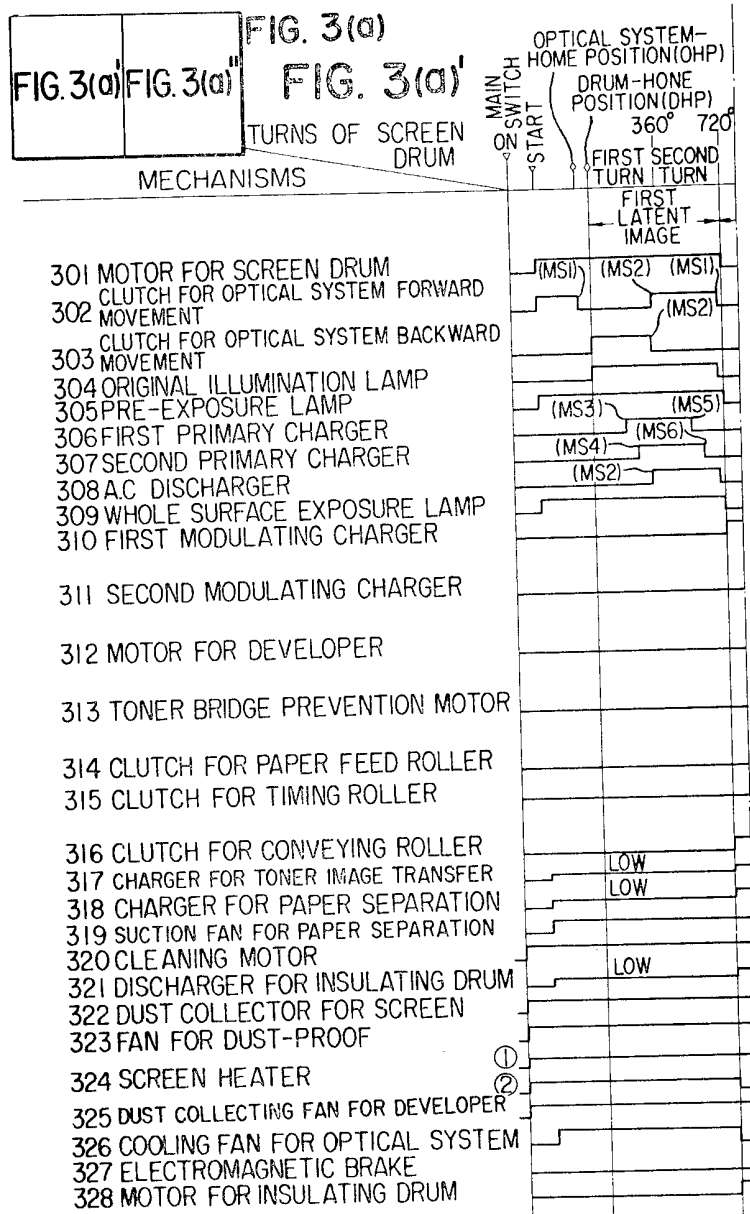 FIG. 3(a)
FIG. 3(a)' FIG. 3(a)"
FIG. 3(a)'
TURNS OF SCREEN
DRUM
MECHANISMS
ON MAIN
SWITCH
START
OPTICAL SYSTEM-
HOME POSITION(OHP)
DRUM-HONE
POSITION(DHP)
360° 720°
FIRST SECOND
TURN TURN
FIRST
LATENT
IMAGE
301 MOTOR FOR SCREEN DRUM
(MS1) (MS2) (MS1)
302 CLUTCH FOR OPTICAL SYSTEM FORWARD
MOVEMENT
(MS2)
303 CLUTCH FOR OPTICAL SYSTEM BACKWARD
MOVEMENT
304 ORIGINAL ILLUMINATION LAMP
305 PRE-EXPOSURE LAMP
(MS3) (MS5)
306 FIRST PRIMARY CHARGER
(MS4) (MS6)
307 SECOND PRIMARY CHARGER
(MS2)
308 A.C DISCHARGER
309 WHOLE SURFACE EXPOSURE LAMP
310 FIRST MODULATING CHARGER
311 SECOND MODULATING CHARGER
312 MOTOR FOR DEVELOPER
313 TONER BRIDGE PREVENTION MOTOR
314 CLUTCH FOR PAPER FEED ROLLER
315 CLUTCH FOR TIMING ROLLER
316 CLUTCH FOR CONVEYING ROLLER
317 CHARGER FOR TONER IMAGE TRANSFER LOW
318 CHARGER FOR PAPER SEPARATION LOW
319 SUCTION FAN FOR PAPER SEPARATION
320 CLEANING MOTOR
321 DISCHARGER FOR INSULATING DRUM LOW
322 DUST COLLECTOR FOR SCREEN
323 FAN FOR DUST-PROOF
①
324 SCREEN HEATER
②
325 DUST COLLECTING FAN FOR DEVELOPER
326 COOLING FAN FOR OPTICAL SYSTEM
327 ELECTROMAGNETIC BRAKE
328 MOTOR FOR INSULATING DRUM